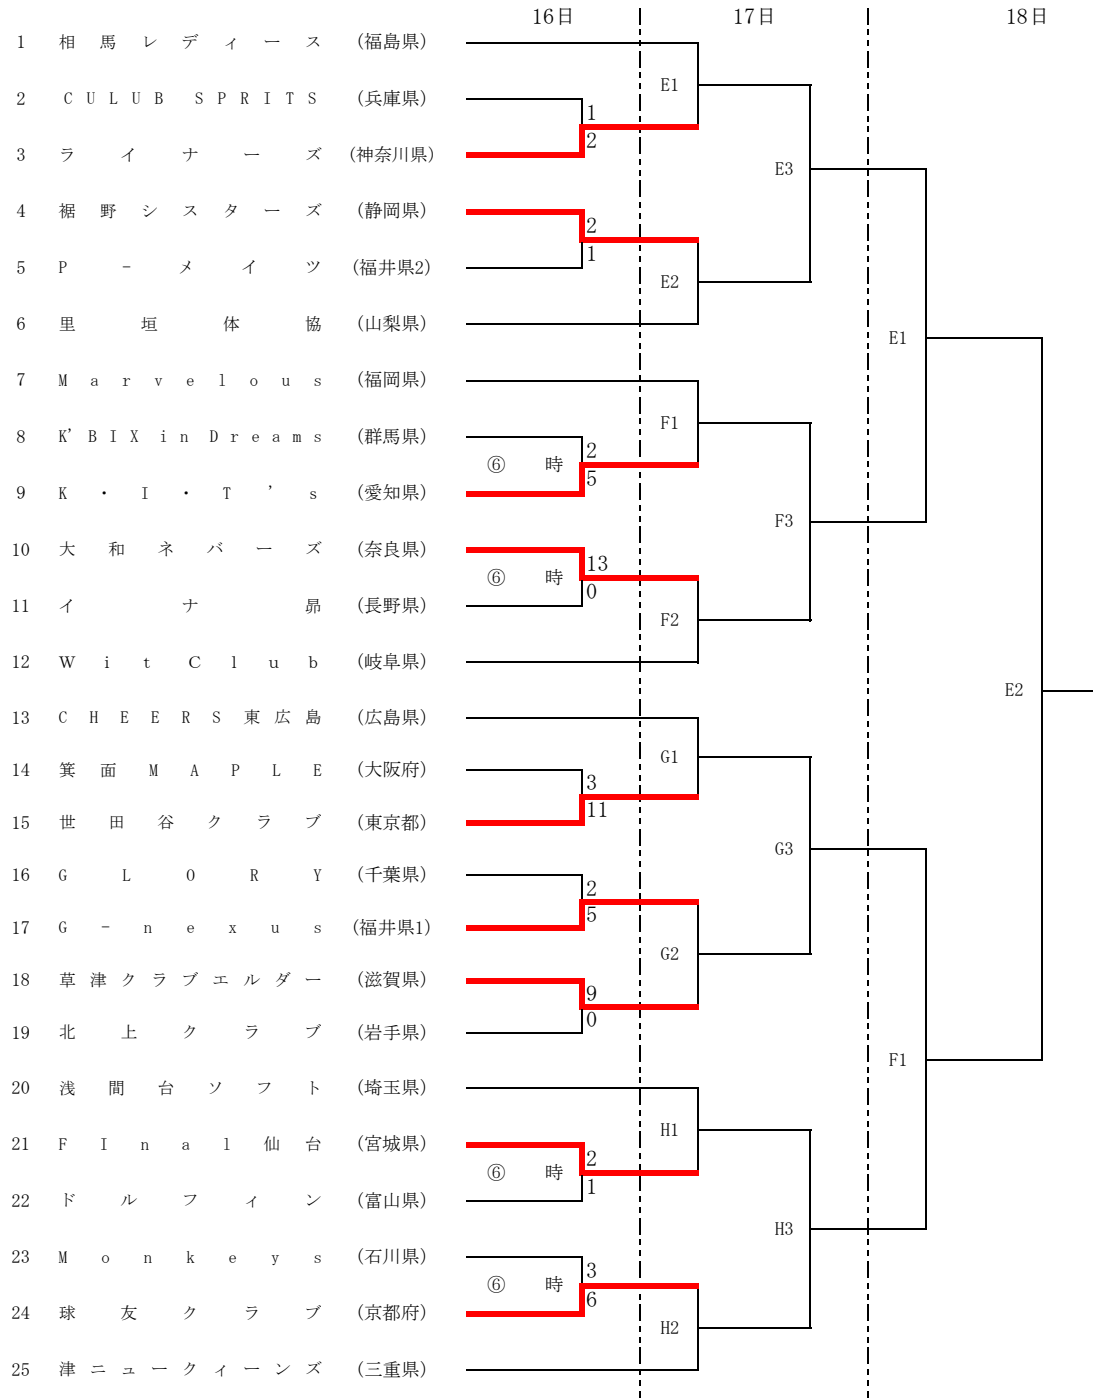 16日 17日 18日
1 相馬レディース (福島県)
E1
2 CULUB SPRITS (兵庫県)
1
2
3 ライナーズ (神奈川県)
E3
4 裾野シスターズ (静岡県)
2
1
5 P-メイツ (福井県2)
E2
6 里垣体協 (山梨県)
E1
7 Marvelous (福岡県)
F1
8 K'BIX in Dreams (群馬県)
2
⑥ 時
5
9 K・I・T's (愛知県)
F3
10 大和ネバーズ (奈良県)
13
⑥ 時
0
11 イナ昴 (長野県)
F2
12 Wit Club (岐阜県)
E2
13 CHEERS東広島 (広島県)
G1
14 箕面MAPLE (大阪府)
3
11
15 世田谷クラブ (東京都)
G3
16 GLORY (千葉県)
2
5
17 G-nexus (福井県1)
G2
18 草津クラブエルダー (滋賀県)
9
0
19 北上クラブ (岩手県)
F1
20 浅間台ソフト (埼玉県)
H1
21 FInal仙台 (宮城県)
2
⑥ 時
1
22 ドルフィン (富山県)
H3
23 Monkeys (石川県)
3
⑥ 時
6
24 球友クラブ (京都府)
H2
25 津ニュークィーンズ (三重県)